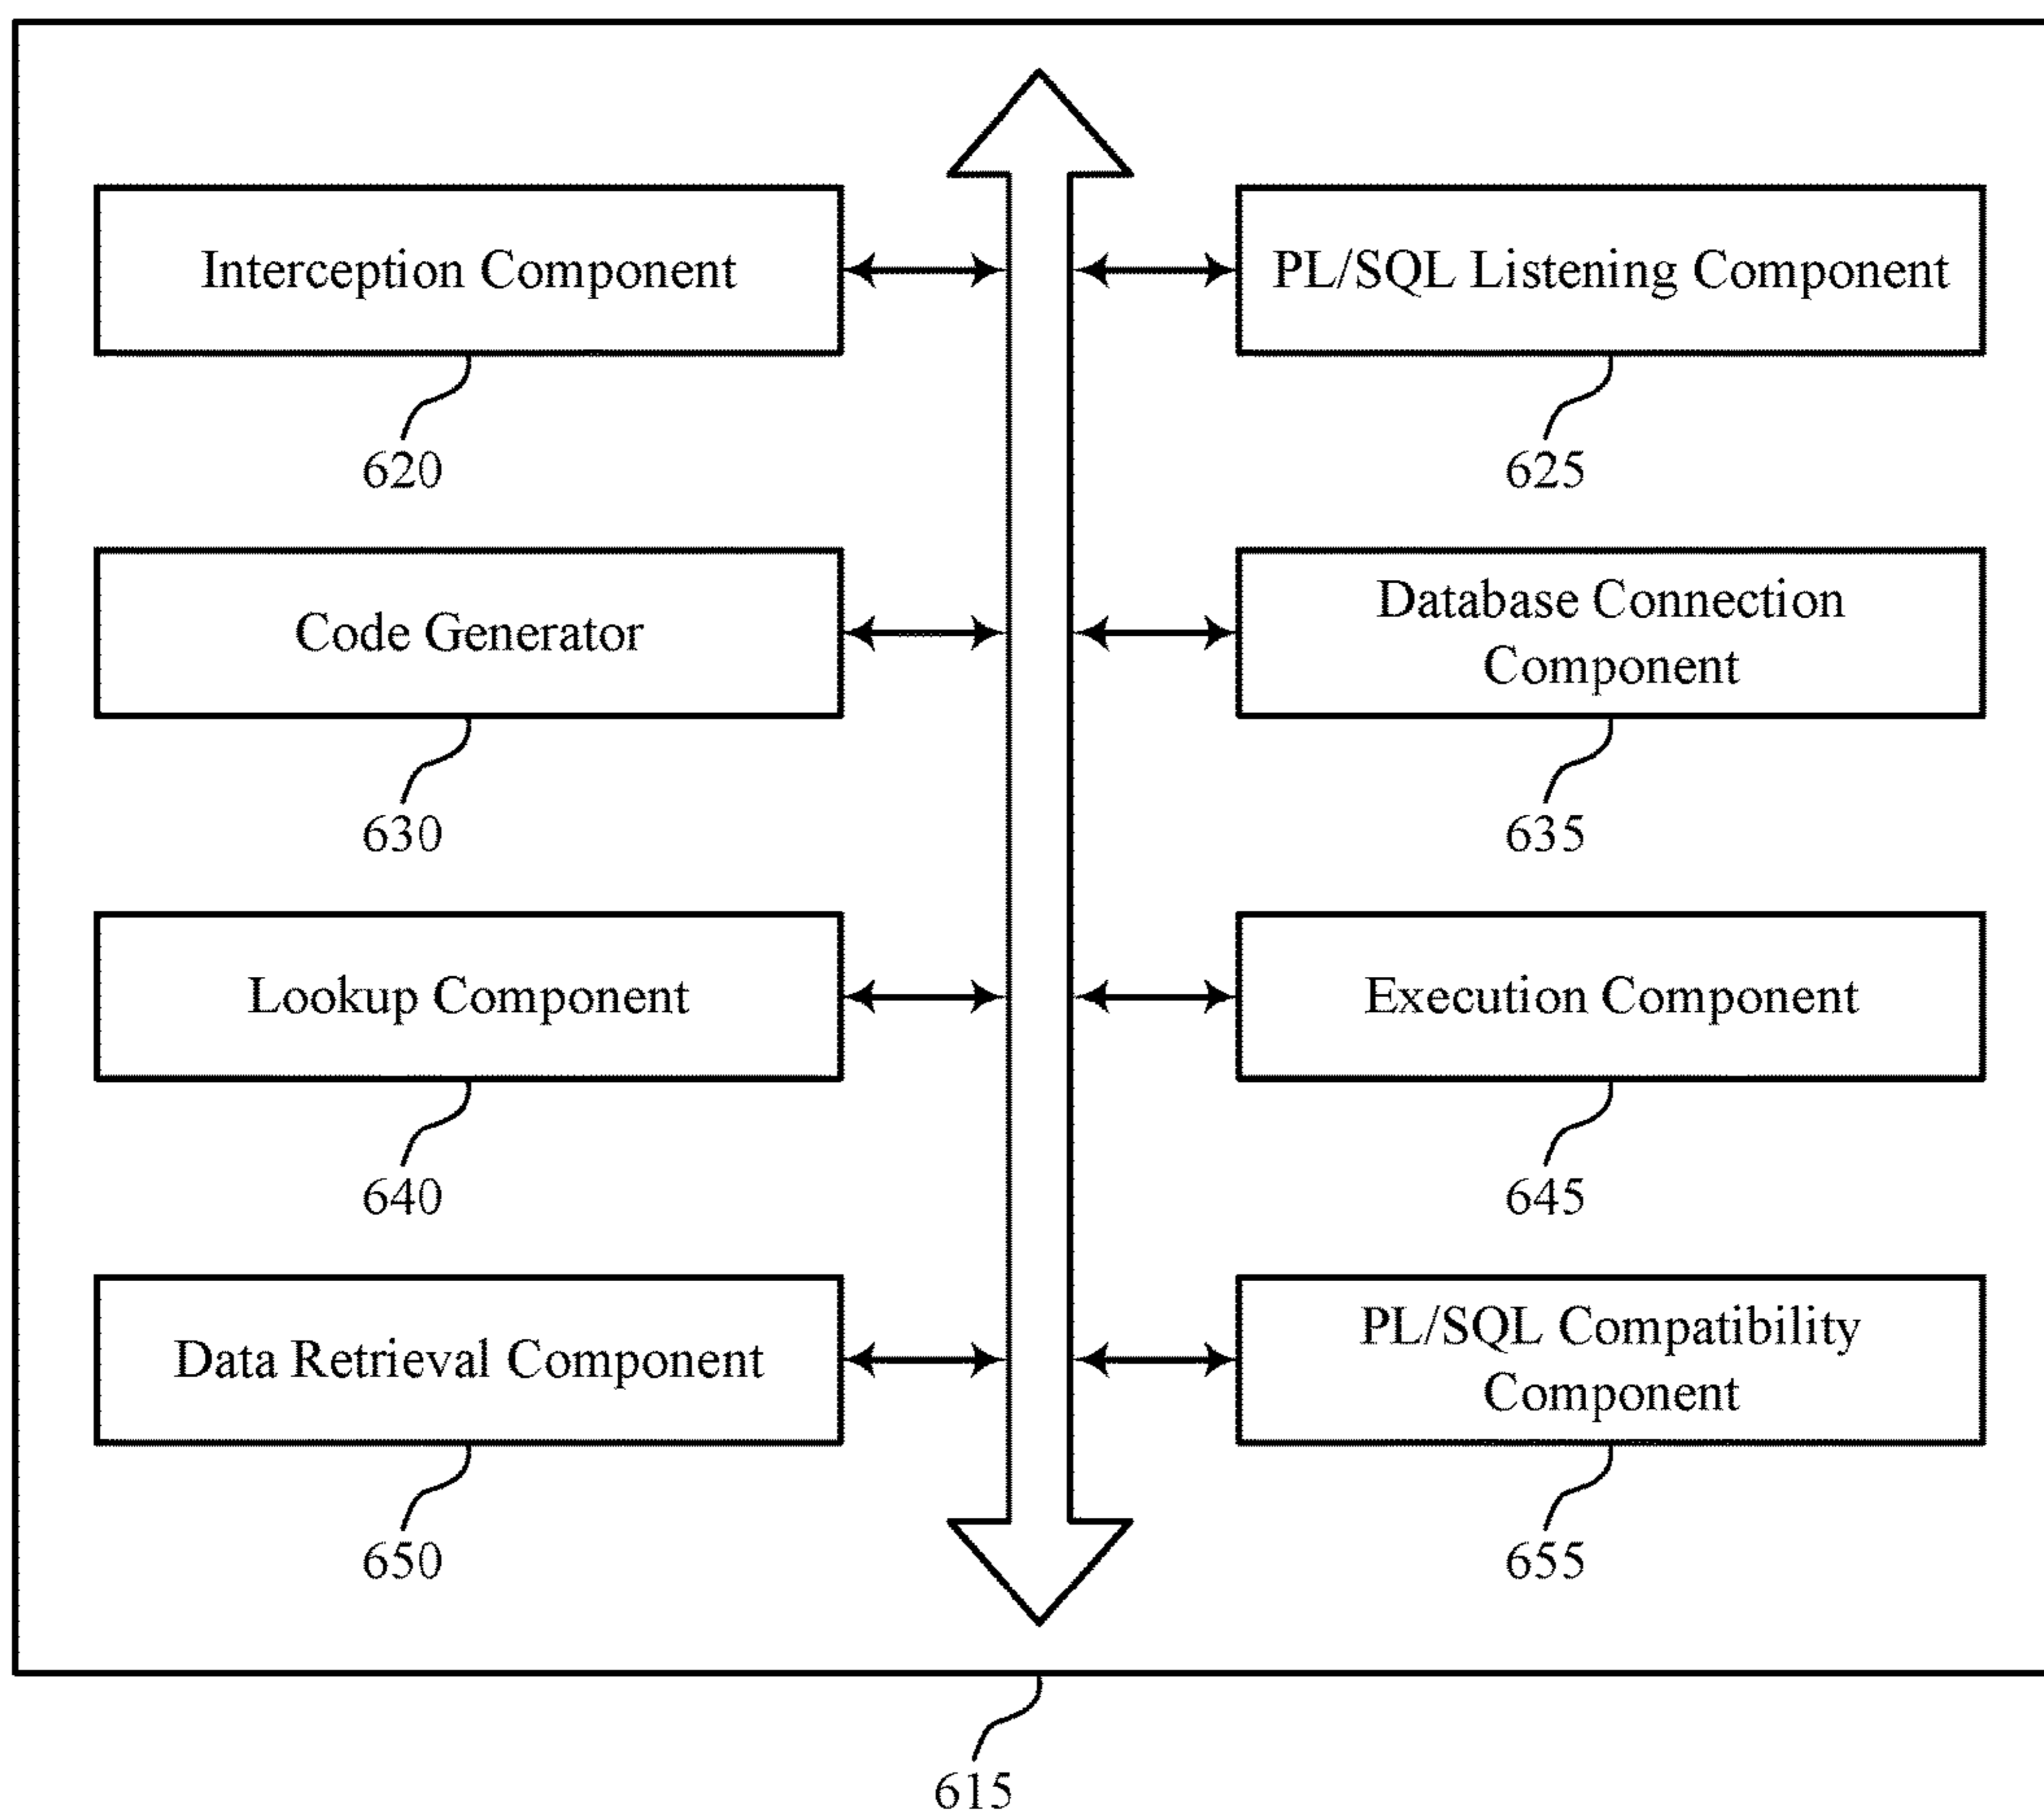 Interception Component
PL/SQL Listening Component
620
625
Code Generator
Database Connection
Component
630
635
Lookup Component
Execution Component
640
645
Data Retrieval Component
PL/SQL Compatibility
Component
650
655
615